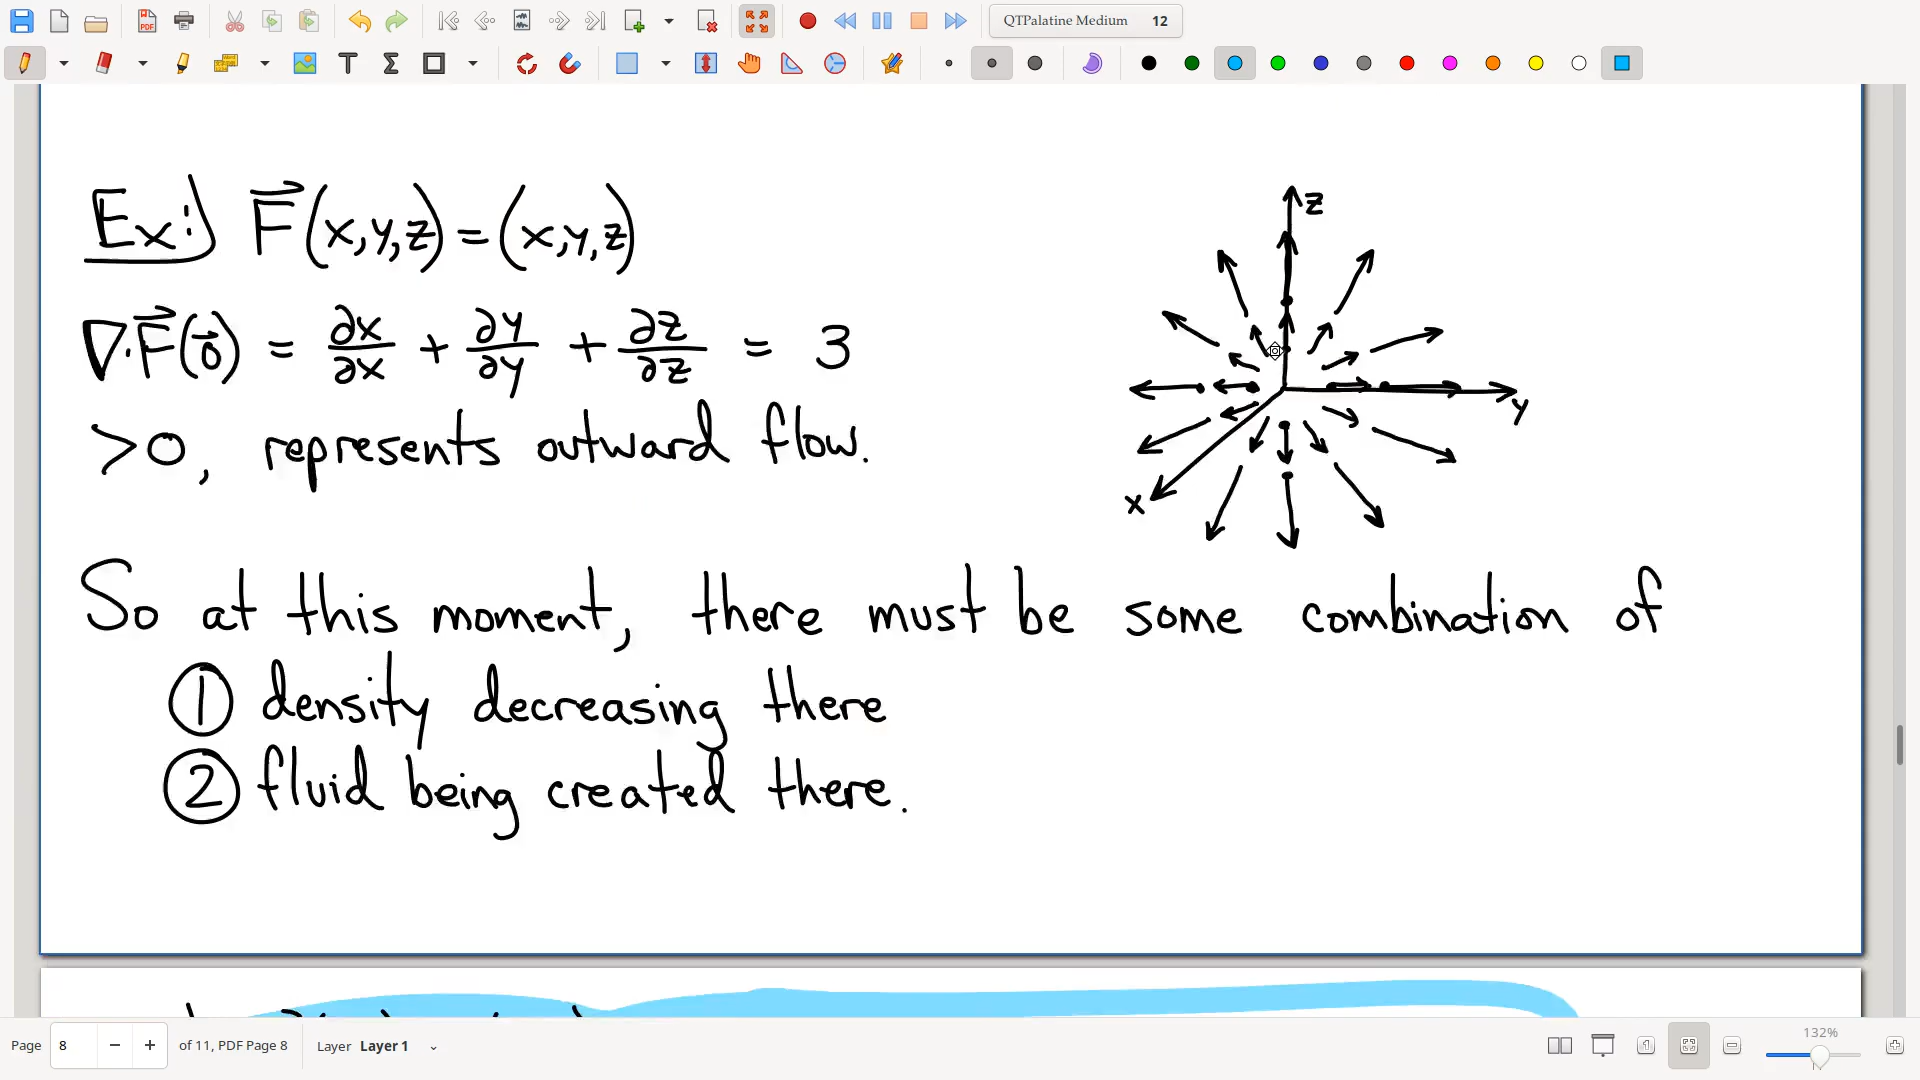 QTPalatine Medium 12
Ex:) F⃗(x,y,z) = (x,y,z)
∇·F⃗(0⃗) = ∂x/∂x + ∂y/∂y + ∂z/∂z = 3
>0, represents outward flow.
z
y
x
So at this moment, there must be some combination of
① density decreasing there
② fluid being created there.
Page 8 of 11, PDF Page 8 Layer Layer 1
132%